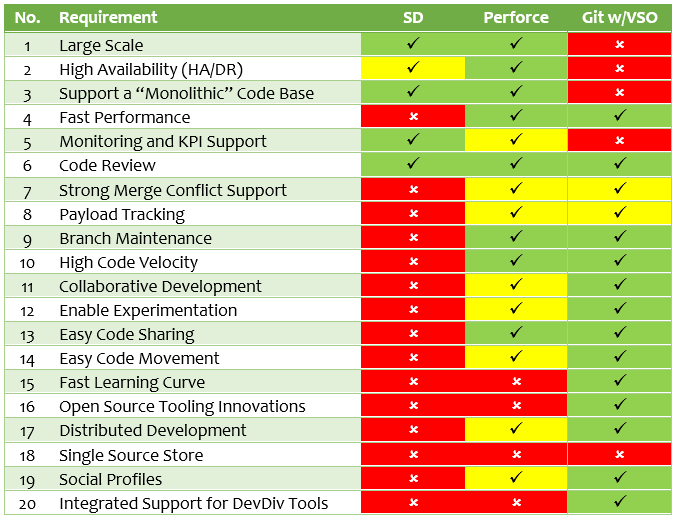 No. Requirement SD Perforce Git w/VSO
1 Large Scale ✓ ✓ ×
2 High Availability (HA/DR) ✓ ✓ ×
3 Support a “Monolithic” Code Base ✓ ✓ ×
4 Fast Performance × ✓ ✓
5 Monitoring and KPI Support ✓ ✓ ×
6 Code Review ✓ ✓ ✓
7 Strong Merge Conflict Support × ✓ ✓
8 Payload Tracking × ✓ ✓
9 Branch Maintenance × ✓ ✓
10 High Code Velocity × ✓ ✓
11 Collaborative Development × ✓ ✓
12 Enable Experimentation × ✓ ✓
13 Easy Code Sharing × ✓ ✓
14 Easy Code Movement × ✓ ✓
15 Fast Learning Curve × × ✓
16 Open Source Tooling Innovations × × ✓
17 Distributed Development × ✓ ✓
18 Single Source Store × × ×
19 Social Profiles × ✓ ✓
20 Integrated Support for DevDiv Tools × × ✓